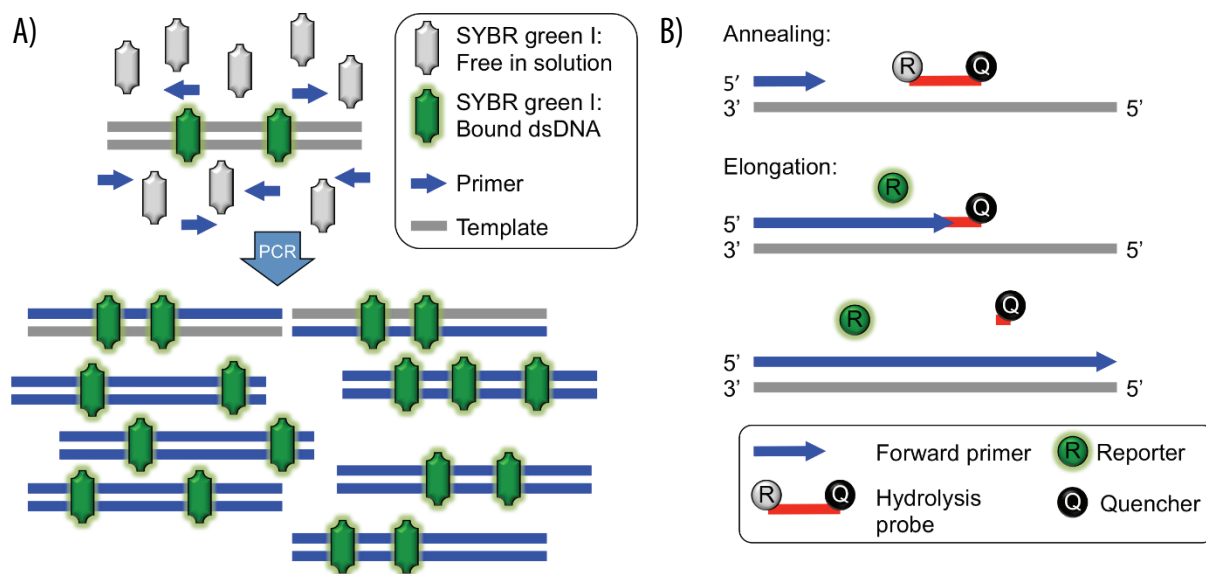 A)
SYBR green I:
Free in solution
SYBR green I:
Bound dsDNA
Primer
Template
PCR
B)
Annealing:
R
Q
5’
3’ 5’
Elongation:
R
Q
5’
3’ 5’
R
Q
5’
3’ 5’
Forward primer
R Reporter
R Q Hydrolysis
probe
Q Quencher